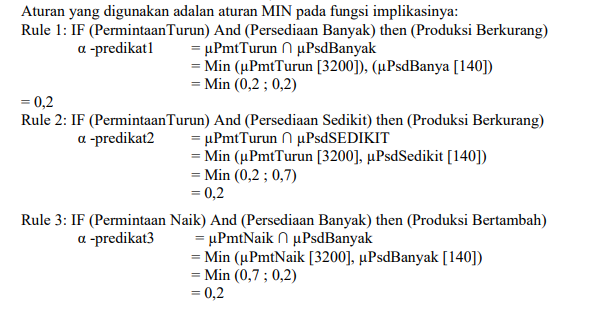 Aturan yang digunakan adalan aturan MIN pada fungsi implikasinya:
Rule 1: IF (PermintaanTurun) And (Persediaan Banyak) then (Produksi Berkurang)
α -predikat1 = µPmtTurun ∩ µPsdBanyak
= Min (µPmtTurun [3200]), (µPsdBanya [140])
= Min (0,2 ; 0,2)
= 0,2
Rule 2: IF (PermintaanTurun) And (Persediaan Sedikit) then (Produksi Berkurang)
α -predikat2 = µPmtTurun ∩ µPsdSEDIKIT
= Min (µPmtTurun [3200], µPsdSedikit [140])
= Min (0,2 ; 0,7)
= 0,2
Rule 3: IF (Permintaan Naik) And (Persediaan Banyak) then (Produksi Bertambah)
α -predikat3 = µPmtNaik ∩ µPsdBanyak
= Min (µPmtNaik [3200], µPsdBanyak [140])
= Min (0,7 ; 0,2)
= 0,2